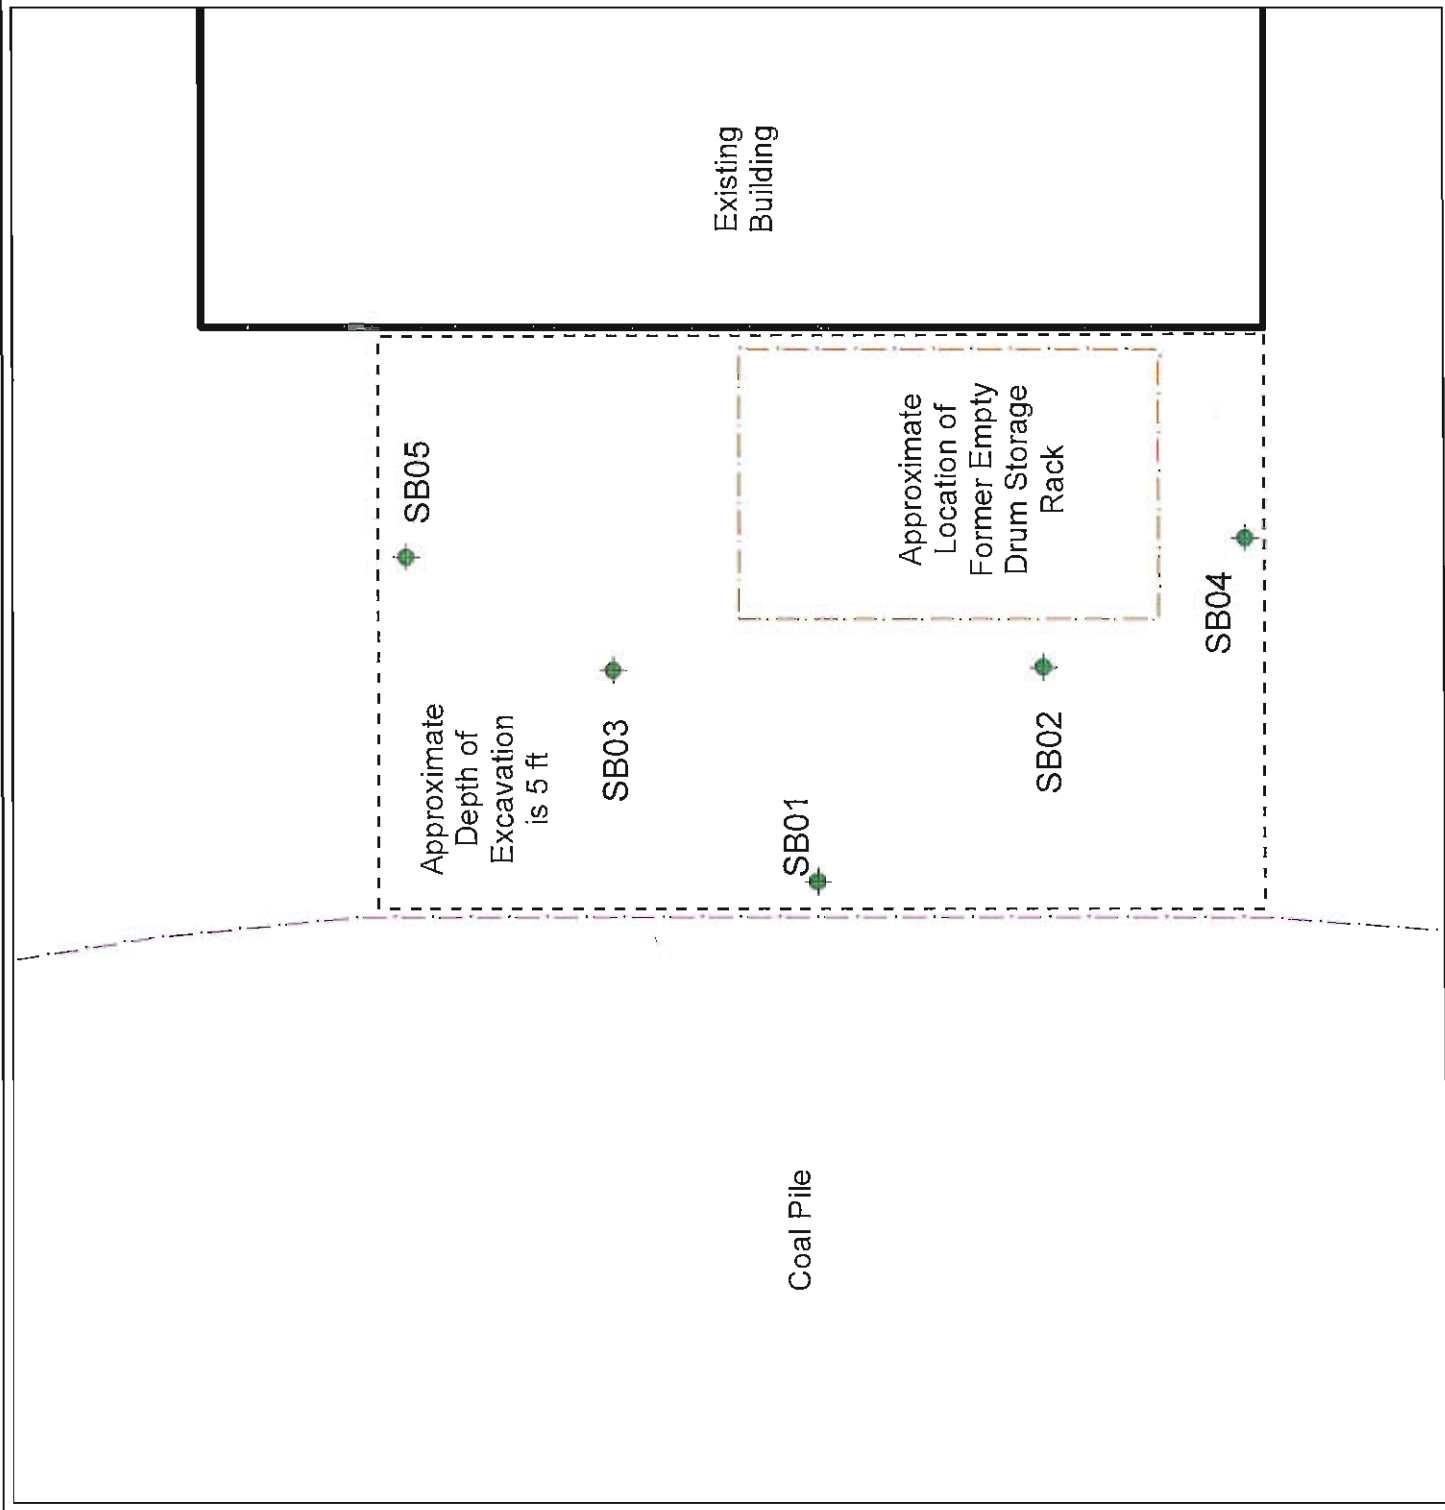 Coal Pile
Approximate
Depth of
Excavation
is 5 ft
SB05
SB03
SB01
SB02
SB04
Approximate
Location of
Former Empty
Drum Storage
Rack
Existing
Building